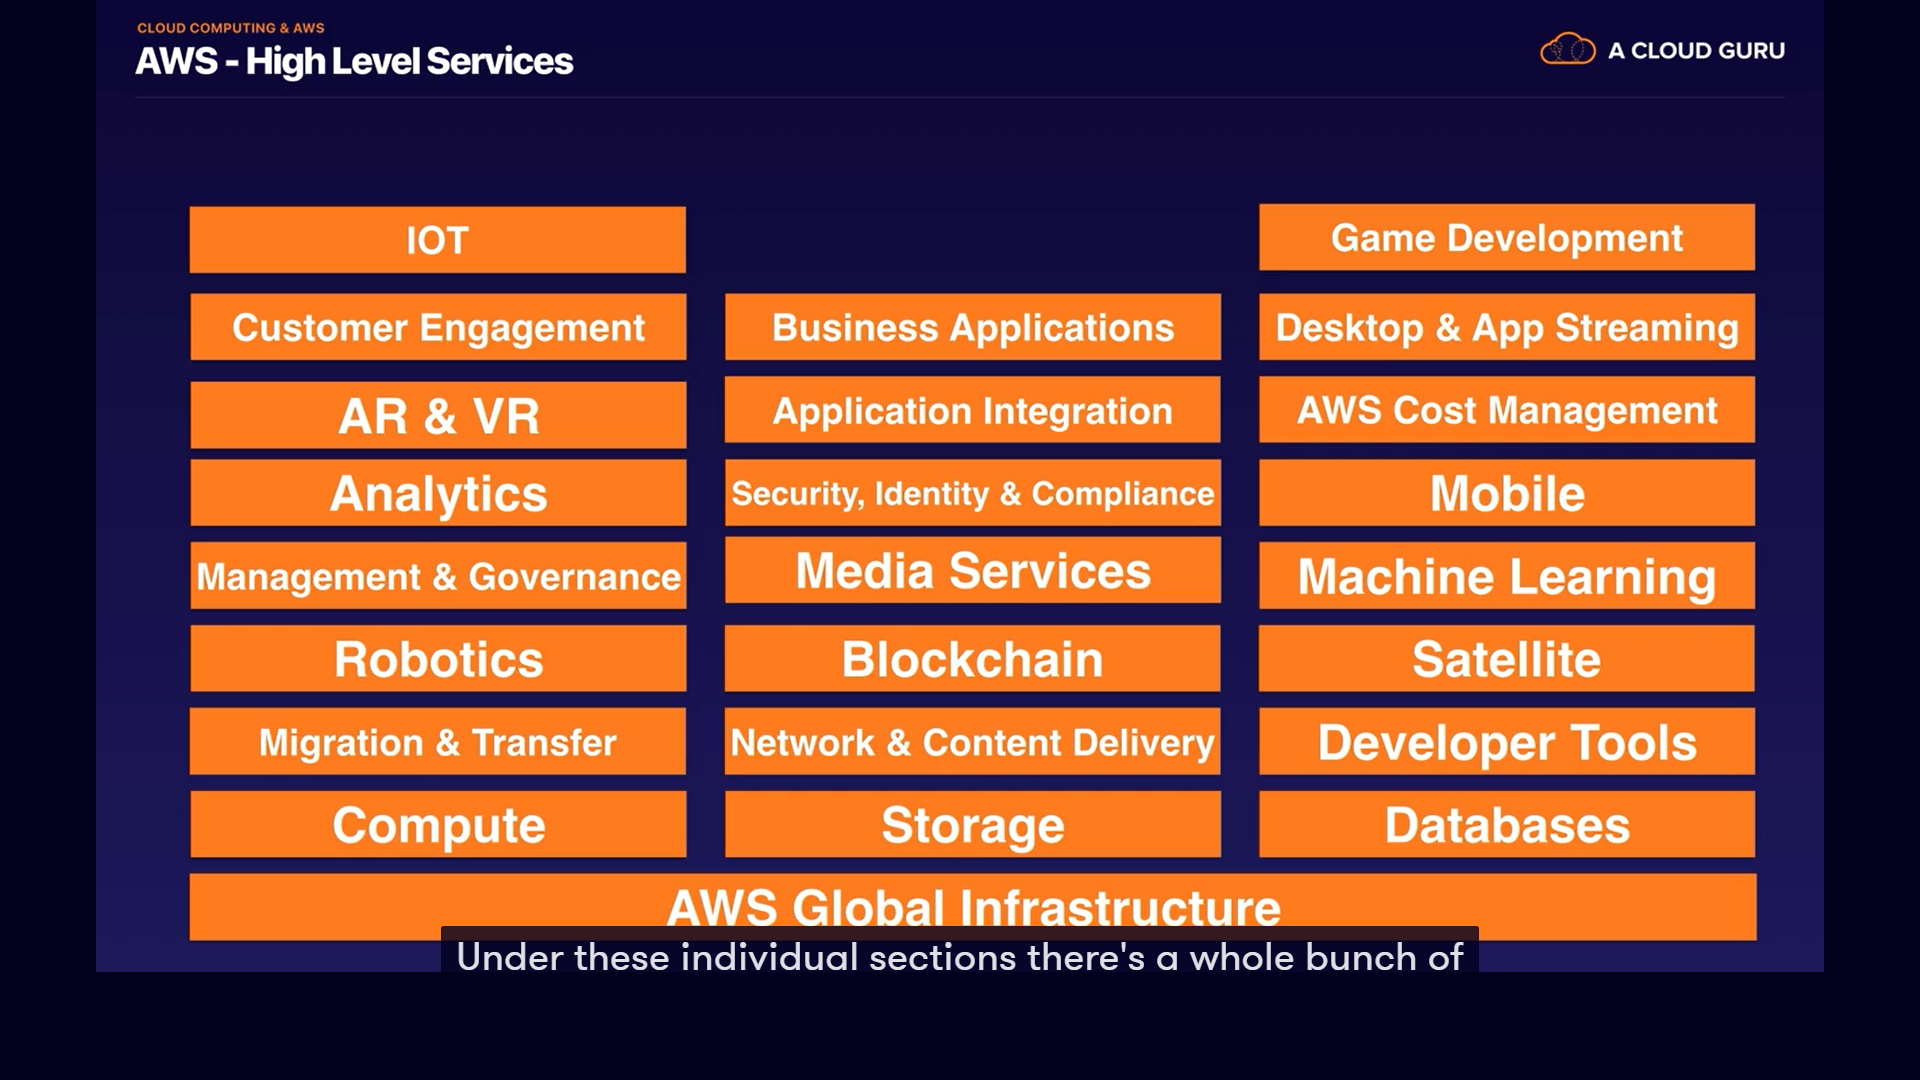 CLOUD COMPUTING & AWS
AWS - High Level Services
A CLOUD GURU
IOT
Game Development
Customer Engagement
Business Applications
Desktop & App Streaming
AR & VR
Application Integration
AWS Cost Management
Analytics
Security, Identity & Compliance
Mobile
Management & Governance
Media Services
Machine Learning
Robotics
Blockchain
Satellite
Migration & Transfer
Network & Content Delivery
Developer Tools
Compute
Storage
Databases
AWS Global Infrastructure
Under these individual sections there's a whole bunch of